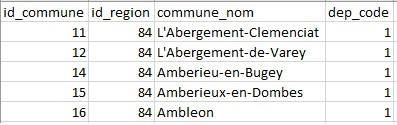 id_commune id_region commune_nom dep_code
11 84 L'Abergement-Clemenciat 1
12 84 L'Abergement-de-Varey 1
14 84 Amberieu-en-Bugey 1
15 84 Amberieux-en-Dombes 1
16 84 Ambleon 1